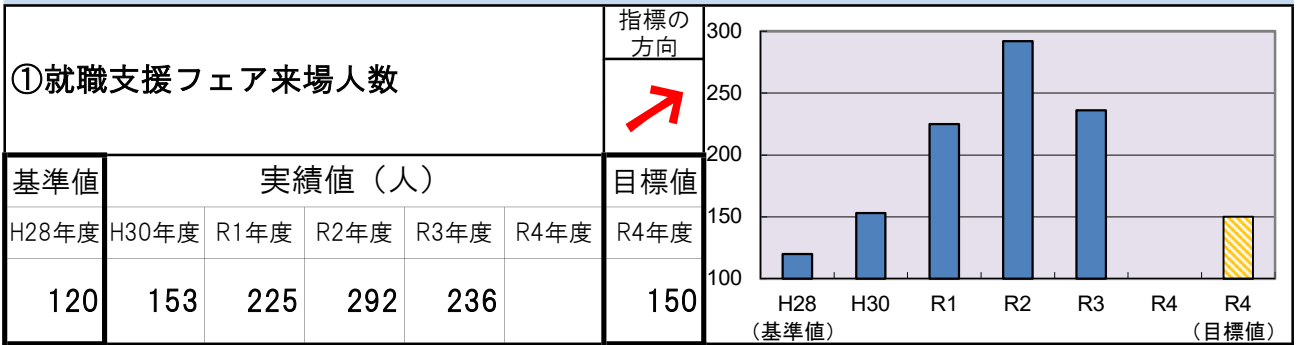 ①就職支援フェア来場人数
指標の
方向
基準値 実績値（人） 目標値
H28年度 H30年度 R1年度 R2年度 R3年度 R4年度 R4年度
120 153 225 292 236 150
300
250
200
150
100
H28 H30 R1 R2 R3 R4 R4
（基準値） （目標値）